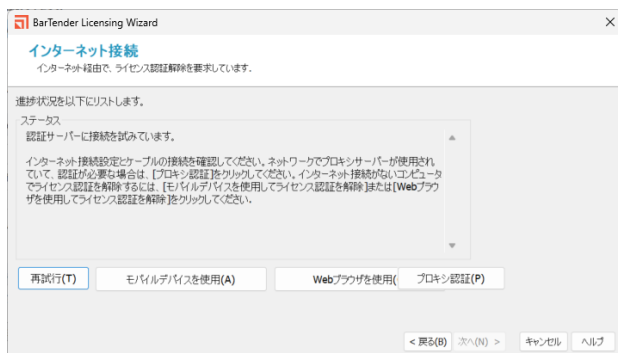 BarTender Licensing Wizard
インターネット接続
インターネット経由で、ライセンス認証解除を要求しています.
進捗状況を以下にリストします。
ステータス
認証サーバーに接続を試みています。
インターネット接続設定とケーブルの接続を確認してください. ネットワークでプロキシサーバーが使用され
ていて、認証が必要な場合は、[プロキシ認証]をクリックしてください. インターネット接続がないコンピュータ
でライセンス認証を解除するには、[モバイルデバイスを使用してライセンス認証を解除]または[Webブラウ
ザを使用してライセンス認証を解除]をクリックしてください.
再試行(T) モバイルデバイスを使用(A) Webブラウザを使用( プロキシ認証(P)
< 戻る(B) 次へ(N) > キャンセル ヘルプ